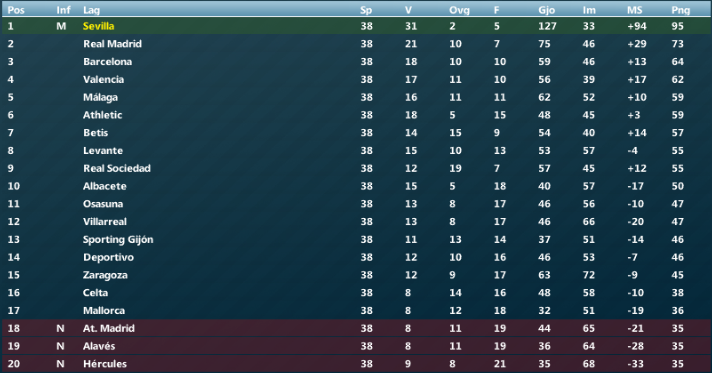 Pos Inf Lag Sp V Ovg F Gjo Im MS Png
1 M Sevilla 38 31 2 5 127 33 +94 95
2 Real Madrid 38 21 10 7 75 46 +29 73
3 Barcelona 38 18 10 10 59 46 +13 64
4 Valencia 38 17 11 10 56 39 +17 62
5 Málaga 38 16 11 11 62 52 +10 59
6 Athletic 38 18 5 15 48 45 +3 59
7 Betis 38 14 15 9 54 40 +14 57
8 Levante 38 15 10 13 53 57 -4 55
9 Real Sociedad 38 12 19 7 57 45 +12 55
10 Albacete 38 15 5 18 40 57 -17 50
11 Osasuna 38 13 8 17 46 56 -10 47
12 Villarreal 38 13 8 17 46 66 -20 47
13 Sporting Gijón 38 11 13 14 37 51 -14 46
14 Deportivo 38 12 10 16 46 53 -7 46
15 Zaragoza 38 12 9 17 63 72 -9 45
16 Celta 38 8 14 16 48 58 -10 38
17 Mallorca 38 8 12 18 32 51 -19 36
18 N At. Madrid 38 8 11 19 44 65 -21 35
19 N Alavés 38 8 11 19 36 64 -28 35
20 N Hércules 38 9 8 21 35 68 -33 35